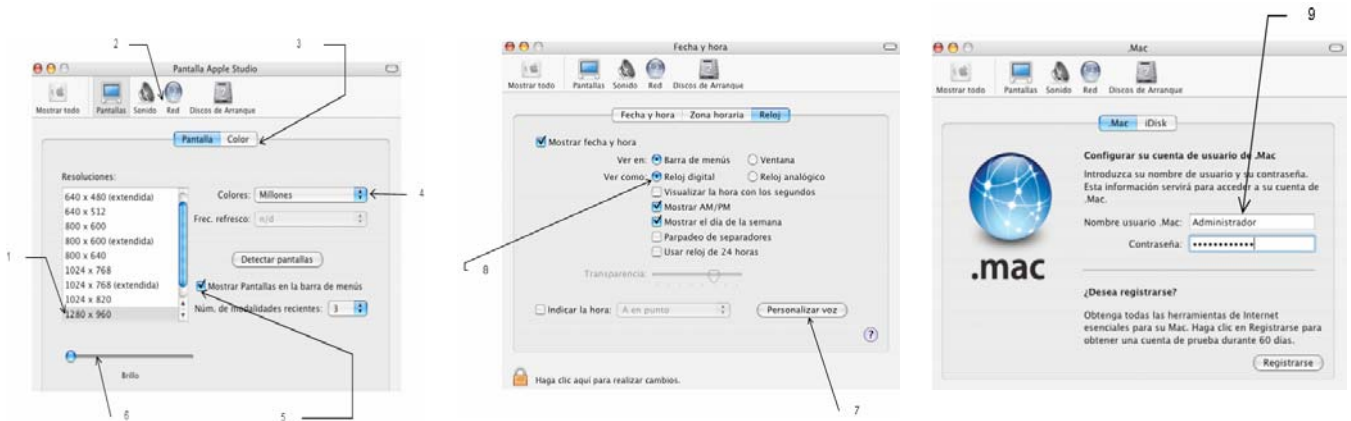 2
3
Pantalla Apple Studio
Mostrar todo Pantallas Sonido Red Discos de Arranque
Pantalla Color
Resoluciones:
640 x 480 (extendida)
640 x 512
800 x 600
800 x 600 (extendida)
800 x 640
1024 x 768
1024 x 768 (extendida)
1024 x 820
1280 x 960
Colores: Millones
4
Frec. refresco: n/d
Detectar pantallas
1
Mostrar Pantallas en la barra de menús
Núm. de modalidades recientes: 3
Brillo
6
5
Fecha y hora
Mostrar todo Pantallas Sonido Red Discos de Arranque
Fecha y hora Zona horaria Reloj
Mostrar fecha y hora
Ver en: Barra de menús Ventana
Ver como: Reloj digital Reloj analógico
Visualizar la hora con los segundos
Mostrar AM/PM
Mostrar el día de la semana
Parpadeo de separadores
Usar reloj de 24 horas
8
Transparencia:
Indicar la hora: A en punto Personalizar voz
?
Haga clic aquí para realizar cambios.
7
9
.Mac
Mostrar todo Pantallas Sonido Red Discos de Arranque
.Mac iDisk
.mac
Configurar su cuenta de usuario de .Mac
Introduzca su nombre de usuario y su contraseña.
Esta información servirá para acceder a su cuenta de
.Mac.
Nombre usuario .Mac: Administrador
Contraseña: ••••••••••••
¿Desea registrarse?
Obtenga todas las herramientas de Internet
esenciales para su Mac. Haga clic en Registrarse para
obtener una cuenta de prueba durante 60 días.
Registrarse